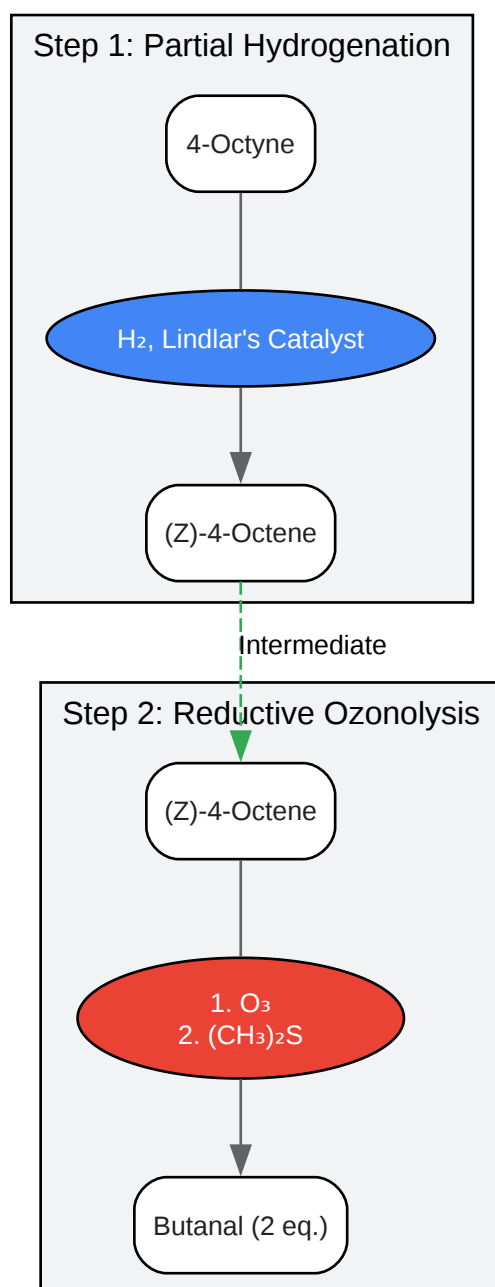 Step 1: Partial Hydrogenation
4-Octyne
H₂, Lindlar's Catalyst
(Z)-4-Octene
Intermediate
Step 2: Reductive Ozonolysis
(Z)-4-Octene
1. O₃
2. (CH₃)₂S
Butanal (2 eq.)